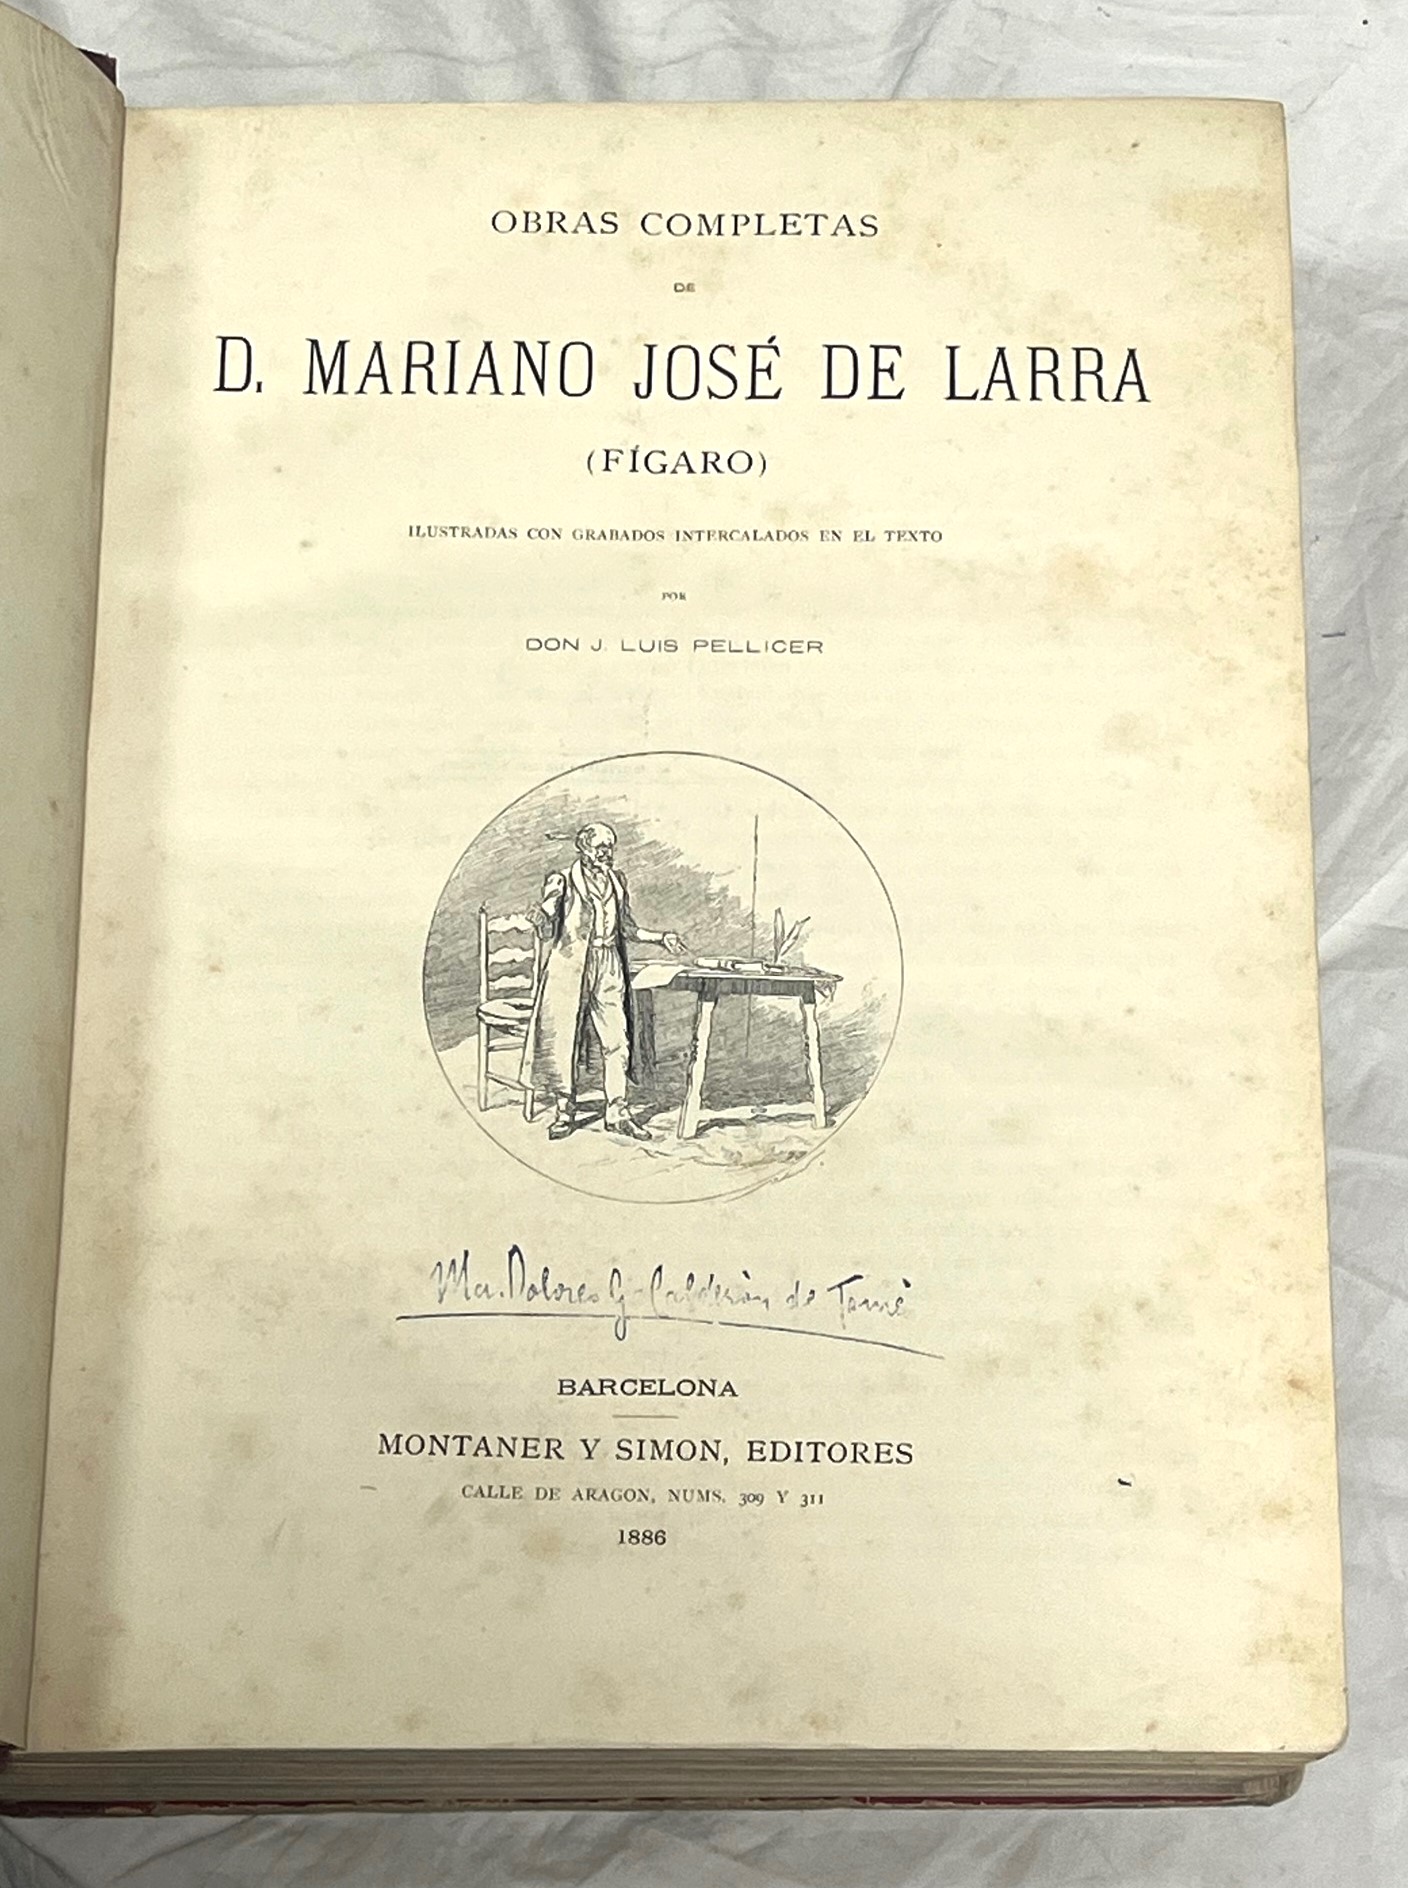 OBRAS COMPLETAS
DE
D. MARIANO JOSÉ DE LARRA
(FÍGARO)
ILUSTRADAS CON GRABADOS INTERCALADOS EN EL TEXTO
POR
DON J. LUIS PELLICER
Ma. Dolores G. Calderón de Tomé
BARCELONA
MONTANER Y SIMON, EDITORES
CALLE DE ARAGON, NUMS. 309 Y 311
1886